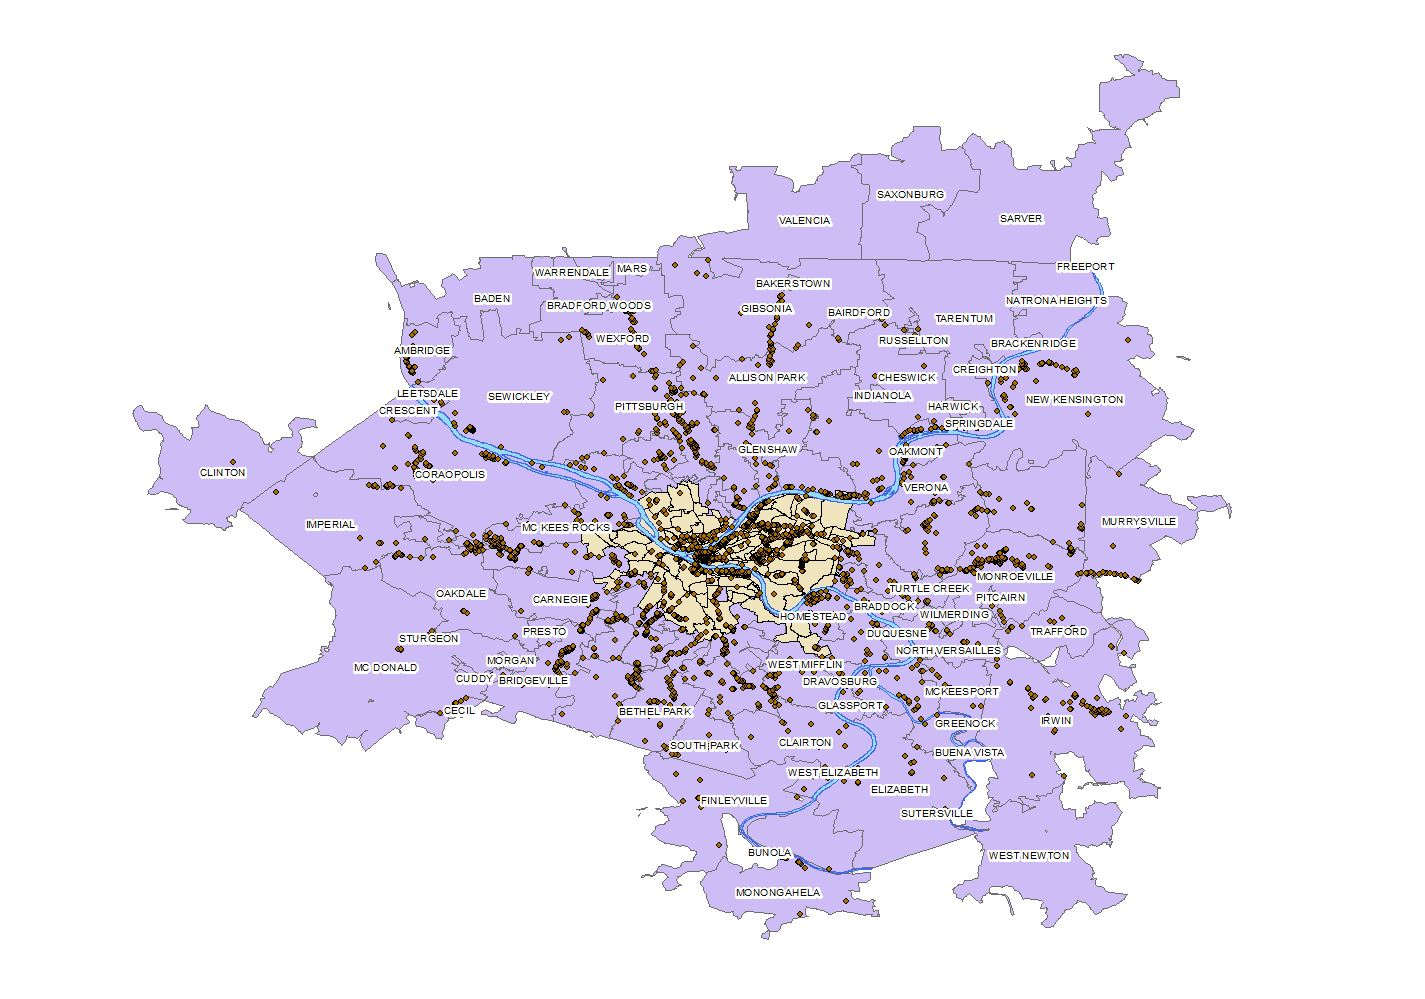 SAXONBURG
VALENCIA
SARVER
FREEPORT
WARRENDALE
MARS
BAKERSTOWN
BADEN
NATRONA HEIGHTS
BRADFORD WOODS
GIBSONIA
BAIRDFORD
TARENTUM
WEXFORD
RUSSELLTON
BRACKENRIDGE
AMBRIDGE
CREIGHTON
ALLISON PARK
CHESWICK
LEETSDALE
SEWICKLEY
INDIANOLA
NEW KENSINGTON
CRESCENT
PITTSBURGH
HARWICK
SPRINGDALE
GLENSHAW
OAKMONT
CLINTON
CORAOPOLIS
VERONA
IMPERIAL
MC KEES ROCKS
MURRYSVILLE
MONROEVILLE
OAKDALE
CARNEGIE
TURTLE CREEK
PITCAIRN
BRADDOCK
WILMERDING
HOMESTEAD
STURGEON
PRESTO
DUQUESNE
TRAFFORD
NORTH VERSAILLES
MC DONALD
MORGAN
WEST MIFFLIN
CUDDY
BRIDGEVILLE
DRAVOSBURG
MCKEESPORT
CECIL
BETHEL PARK
GLASSPORT
GREENOCK
IRWIN
SOUTH PARK
CLAIRTON
BUENA VISTA
WEST ELIZABETH
ELIZABETH
FINLEYVILLE
SUTERSVILLE
BUNOLA
WEST NEWTON
MONONGAHELA